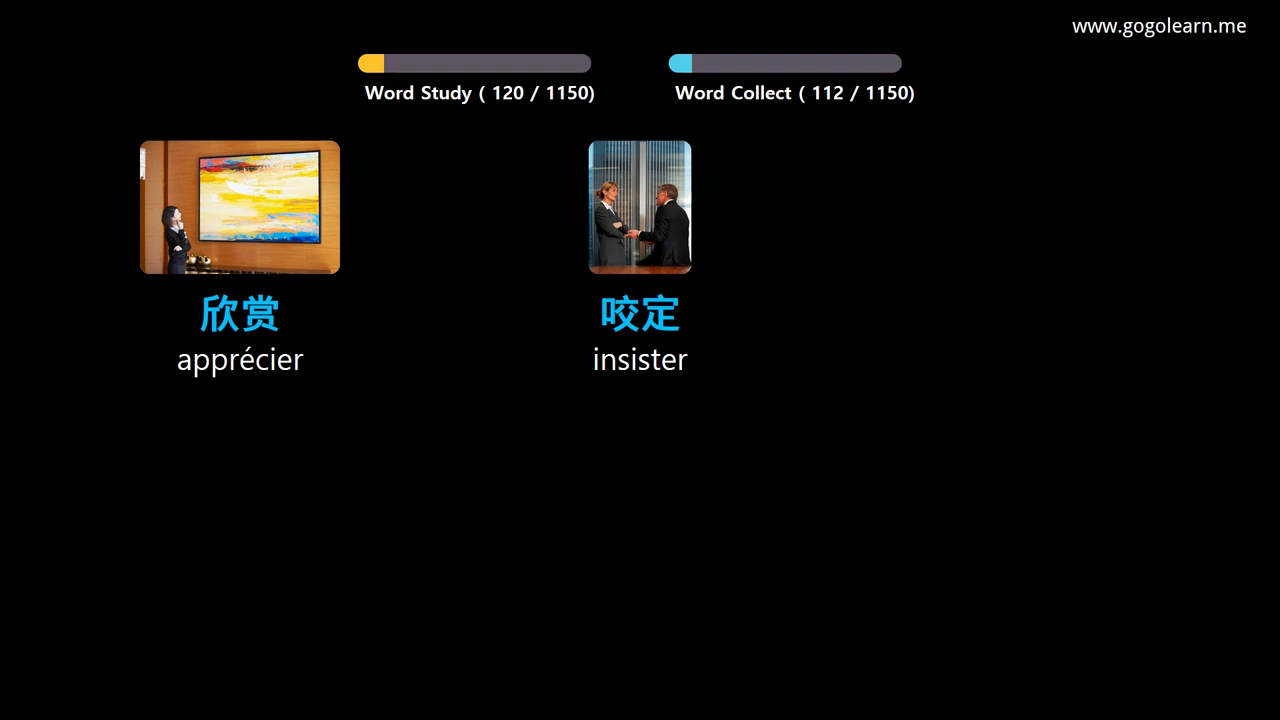 www.gogolearn.me
Word Study ( 120 / 1150)
Word Collect ( 112 / 1150)
欣赏
apprécier
咬定
insister